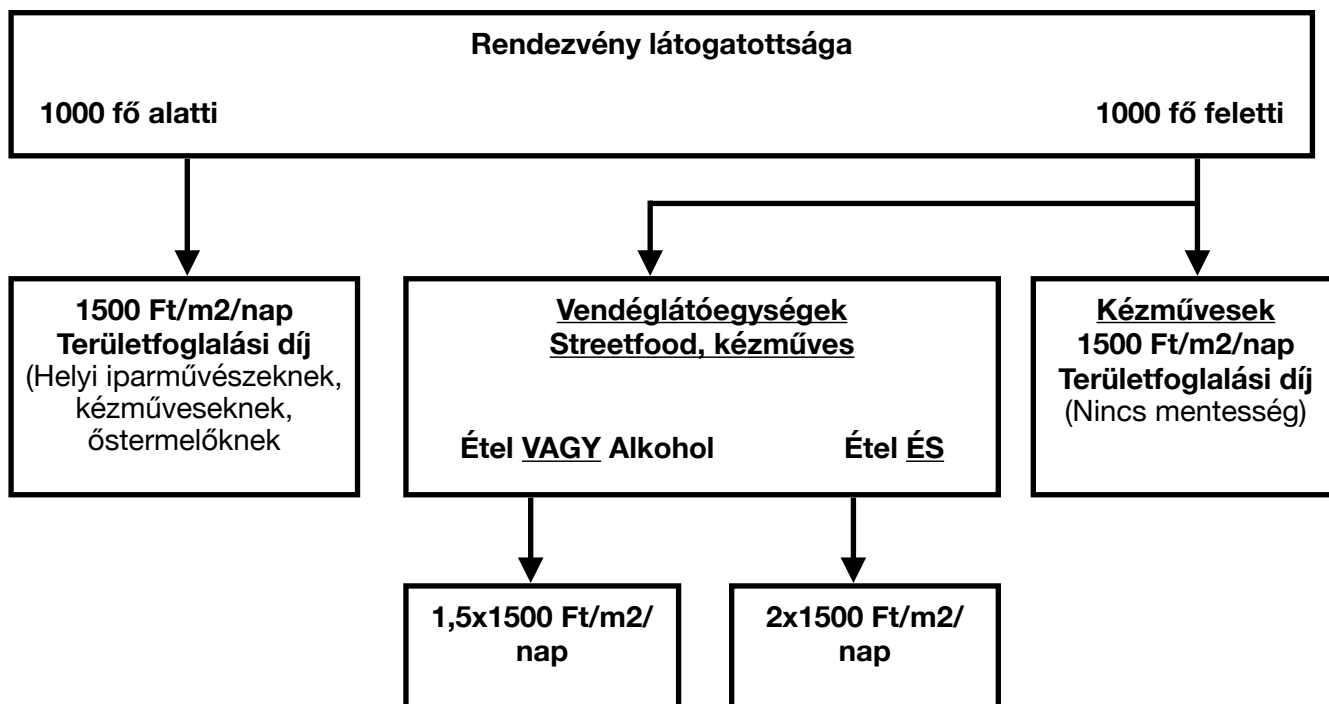 Rendezvény látogatottsága
1000 fő alatti
1000 fő feletti
1500 Ft/m2/nap
Területfoglalási díj
(Helyi iparművészeknek,
kézműveseknek,
őstermelőknek
Vendéglátóegységek
Streetfood, kézműves
Étel VAGY Alkohol
Étel ÉS
Kézművesek
1500 Ft/m2/nap
Területfoglalási díj
(Nincs mentesség)
1,5x1500 Ft/m2/
nap
2x1500 Ft/m2/
nap